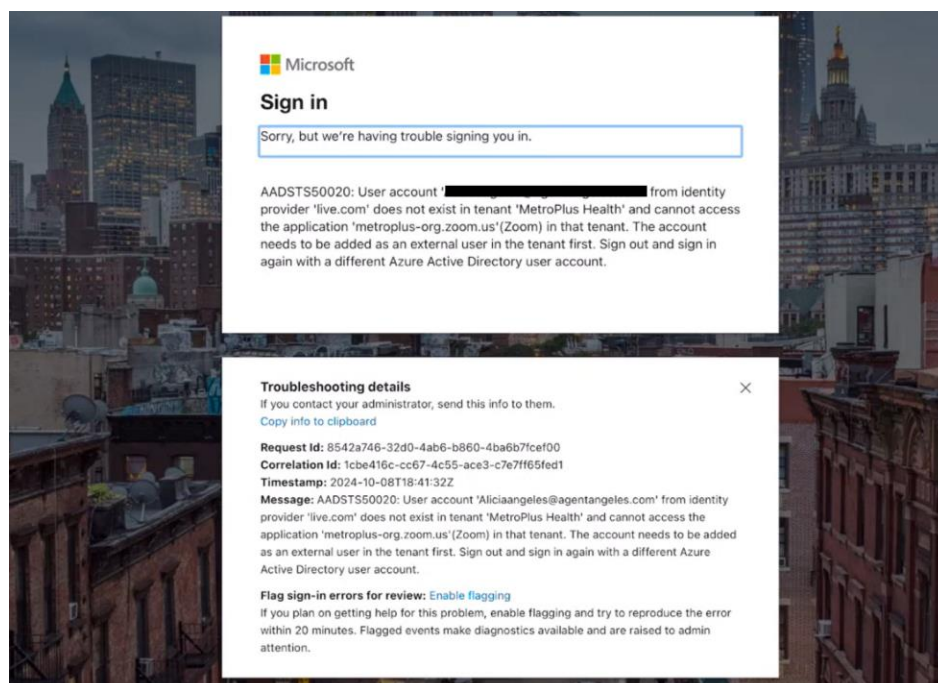 Microsoft
Sign in
Sorry, but we're having trouble signing you in.
AADSTS50020: User account ' from identity
provider 'live.com' does not exist in tenant 'MetroPlus Health' and cannot access
the application 'metroplus-org.zoom.us'(Zoom) in that tenant. The account
needs to be added as an external user in the tenant first. Sign out and sign in
again with a different Azure Active Directory user account.
Troubleshooting details
If you contact your administrator, send this info to them.
Copy info to clipboard
Request Id: 8542a746-32d0-4ab6-b860-4ba6b7fcef00
Correlation Id: 1cbe416c-cc67-4c55-ace3-c7e7ff65fed1
Timestamp: 2024-10-08T18:41:32Z
Message: AADSTS50020: User account 'Aliciaangeles@agentangeles.com' from identity
provider 'live.com' does not exist in tenant 'MetroPlus Health' and cannot access the
application 'metroplus-org.zoom.us'(Zoom) in that tenant. The account needs to be added
as an external user in the tenant first. Sign out and sign in again with a different Azure
Active Directory user account.
Flag sign-in errors for review: Enable flagging
If you plan on getting help for this problem, enable flagging and try to reproduce the error
within 20 minutes. Flagged events make diagnostics available and are raised to admin
attention.